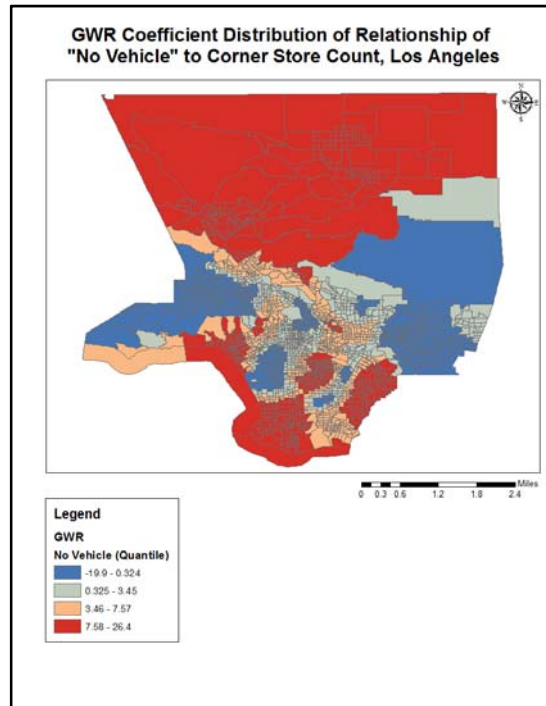 GWR Coefficient Distribution of Relationship of
"No Vehicle" to Corner Store Count, Los Angeles
N
W
E
S
Miles
0 0.3 0.6 1.2 1.8 2.4
Legend
GWR
No Vehicle (Quantile)
-19.9 - 0.324
0.325 - 3.45
3.46 - 7.57
7.58 - 26.4